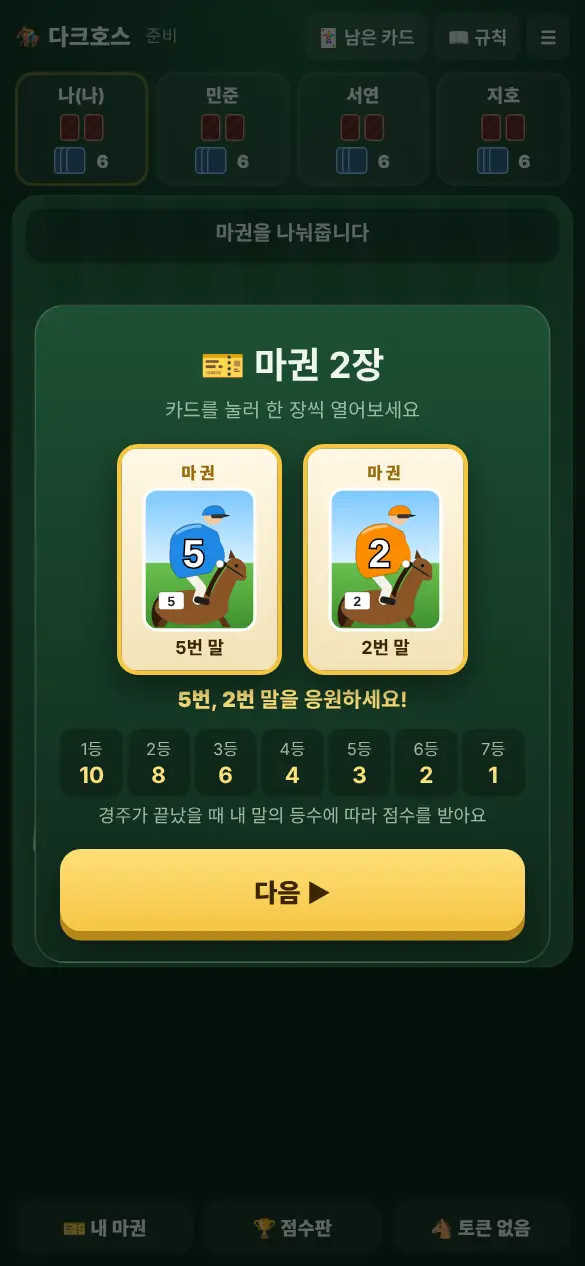 다크호스 준비 남은 카드 규칙
나(나) 민준 서연 지호
6 6 6 6
마권을 나눠줍니다
마권 2장
카드를 눌러 한 장씩 열어보세요
마권 마권
5 2
5 2
5번 말 2번 말
5번, 2번 말을 응원하세요!
1등 2등 3등 4등 5등 6등 7등
10 8 6 4 3 2 1
경주가 끝났을 때 내 말의 등수에 따라 점수를 받아요
다음 ▶
내 마권 점수판 토큰 없음